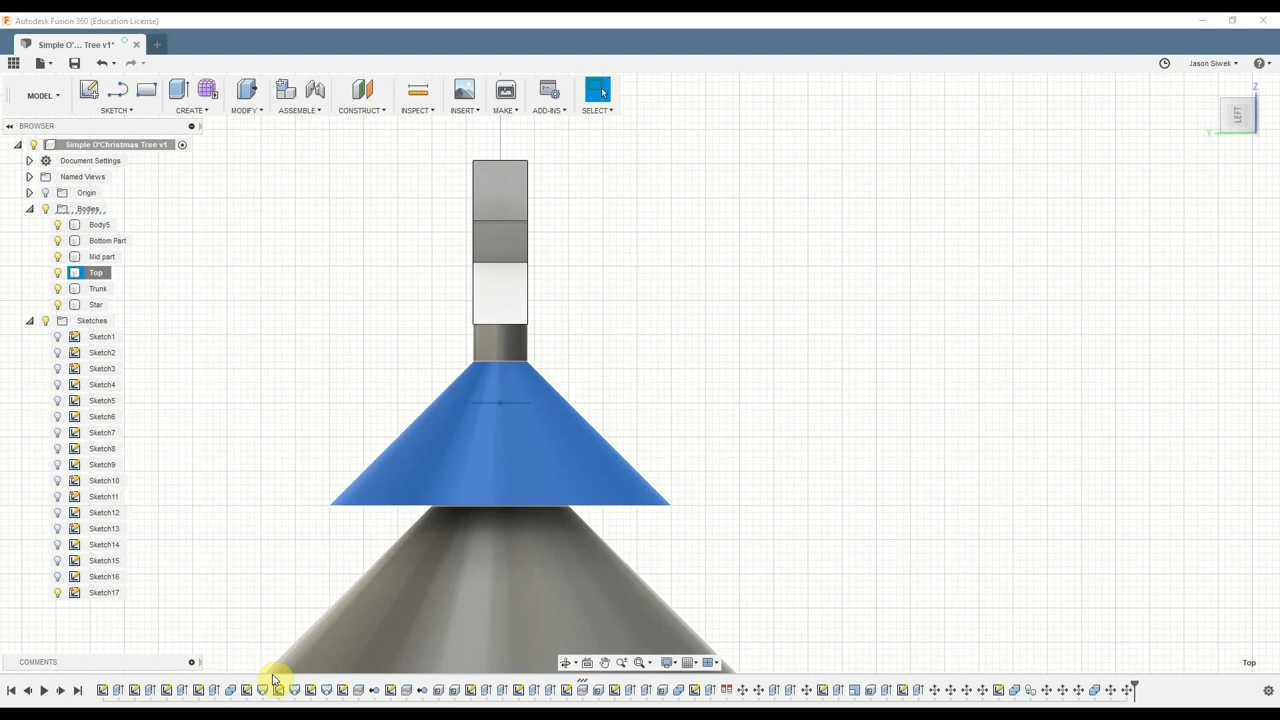 Autodesk Fusion 360 (Education License)
Simple O'... Tree v1*
Jason Siwek
MODEL
SKETCH
CREATE
MODIFY
ASSEMBLE
CONSTRUCT
INSPECT
INSERT
MAKE
ADD-INS
SELECT
Z
LEFT
Y
BROWSER
Simple O'Christmas Tree v1
Document Settings
Named Views
Origin
Bodies
Body5
Bottom Part
Mid part
Top
Trunk
Star
Sketches
Sketch1
Sketch2
Sketch3
Sketch4
Sketch5
Sketch6
Sketch7
Sketch8
Sketch9
Sketch10
Sketch11
Sketch12
Sketch13
Sketch14
Sketch15
Sketch16
Sketch17
COMMENTS
Top